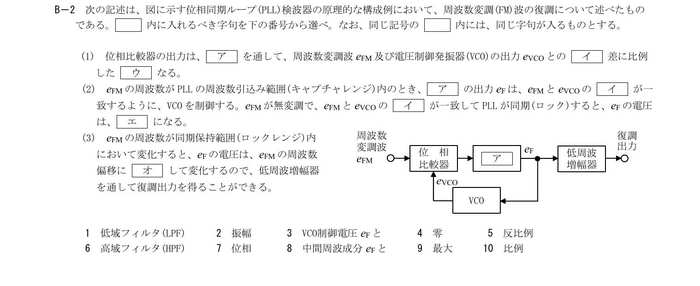 B－2 次の記述は、図に示す位相同期ループ(PLL)検波器の原理的な構成例において、周波数変調(FM)波の復調について述べたもの
である。□内に入れるべき字句を下の番号から選べ。なお、同じ記号の□内には、同じ字句が入るものとする。
(1) 位相比較器の出力は、ア を通して、周波数変調波 eFM 及び電圧制御発振器(VCO)の出力 eVCO との イ 差に比例
した ウ なる。
(2) eFM の周波数が PLL の周波数引込み範囲(キャプチャレンジ)内のとき、ア の出力 eF は、eFM と eVCO の イ が一
致するように、VCO を制御する。eFM が無変調で、eFM と eVCO の イ が一致して PLL が同期(ロック)すると、eF の電圧
は、エ になる。
(3) eFM の周波数が同期保持範囲(ロックレンジ)内
において変化すると、eF の電圧は、eFM の周波数
偏移に オ して変化するので、低周波増幅器
を通して復調出力を得ることができる。
周波数
変調波
eFM
位 相
比較器
ア
eF
低周波
増幅器
復調
出力
eVCO
VCO
1 低域フィルタ(LPF) 2 振幅 3 VCO制御電圧 eF と 4 零 5 反比例
6 高域フィルタ(HPF) 7 位相 8 中間周波成分 eF と 9 最大 10 比例